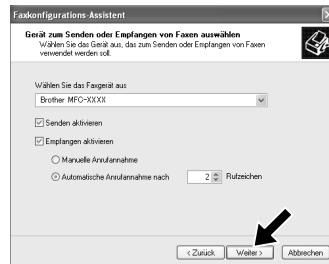 Faxkonfigurations-Assistent
Gerät zum Senden oder Empfangen von Faxen auswählen
Wählen Sie das Gerät aus, das zum Senden oder Empfangen von Faxen
verwendet werden soll.
Wählen Sie das Faxgerät aus
Brother MFC-XXXX
Senden aktivieren
Empfangen aktivieren
Manuelle Anrufannahme
Automatische Anrufannahme nach 2 Rufzeichen
< Zurück Weiter > Abbrechen